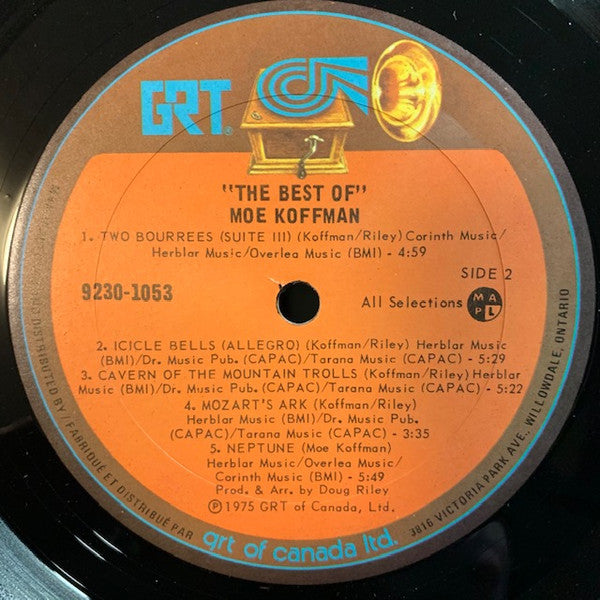 GRT®
"THE BEST OF"
MOE KOFFMAN
1. TWO BOURREES (SUITE III) (Koffman/Riley) Corinth Music/
Herblar Music/Overlea Music (BMI) - 4:59
SIDE 2
9230-1053
All Selections
M A P L
2. ICICLE BELLS (ALLEGRO) (Koffman/Riley) Herblar Music
(BMI)/Dr. Music Pub. (CAPAC)/Tarana Music (CAPAC) - 5:29
3. CAVERN OF THE MOUNTAIN TROLLS (Koffman/Riley) Herblar
Music (BMI)/Dr. Music Pub. (CAPAC)/Tarana Music (CAPAC) - 5:22
4. MOZART'S ARK (Koffman/Riley)
Herblar Music (BMI)/Dr. Music Pub.
(CAPAC)/Tarana Music (CAPAC) - 3:35
5. NEPTUNE (Moe Koffman)
Herblar Music/Overlea Music/
Corinth Music (BMI) - 5:49
Prod. & Arr. by Doug Riley
Ⓟ1975 GRT of Canada, Ltd.
DISTRIBUTED BY / FABRIQUÉ ET DISTRIBUÉ PAR
grt of canada ltd.
3816 VICTORIA PARK AVE., WILLOWDALE, ONTARIO